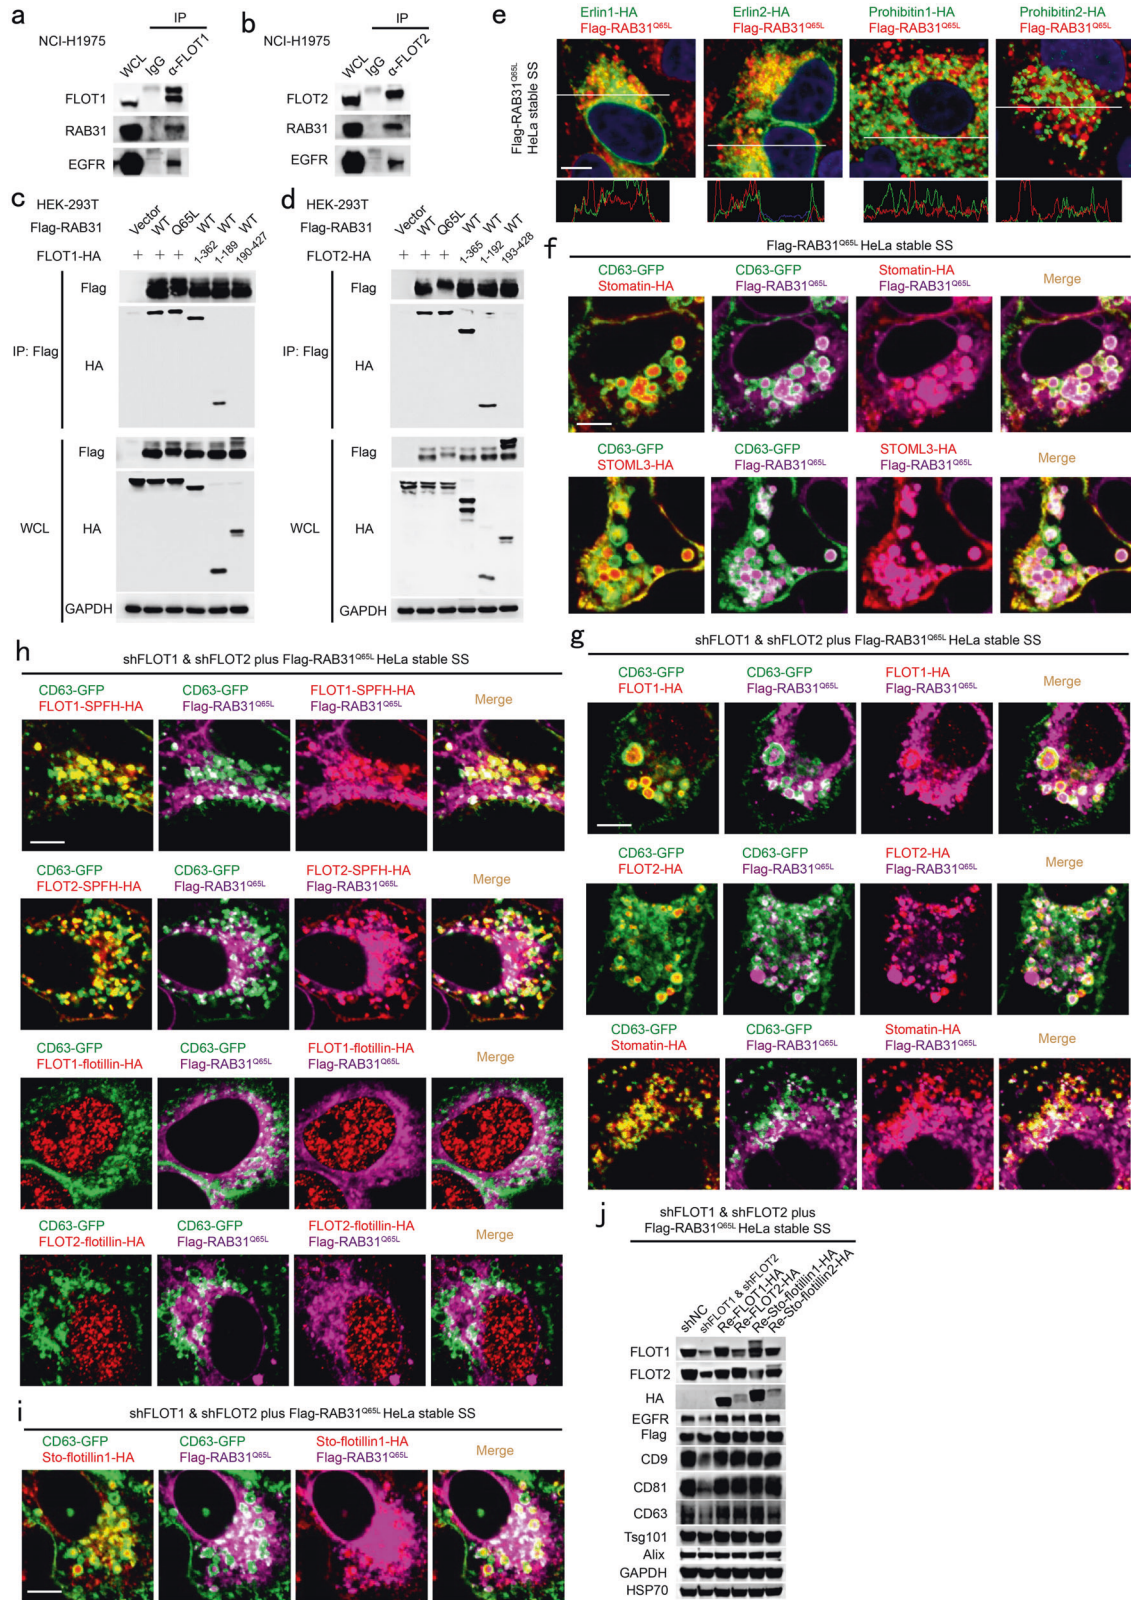 a
IP
NCI-H1975
WCL
IgG
α-FLOT1
FLOT1
RAB31
EGFR
b
IP
NCI-H1975
WCL
IgG
α-FLOT2
FLOT2
RAB31
EGFR
c
HEK-293T
Flag-RAB31
Vector
WT
Q65L
WT
WT
WT
FLOT1-HA
+
+
+
1-362
1-189
190-427
IP: Flag
Flag
HA
WCL
Flag
HA
GAPDH
d
HEK-293T
Flag-RAB31
Vector
WT
Q65L
WT
WT
WT
FLOT2-HA
+
+
+
1-365
1-192
193-428
IP: Flag
Flag
HA
WCL
Flag
HA
GAPDH
e
Flag-RAB31Q65L
HeLa stable SS
Erlin1-HA
Flag-RAB31Q65L
Erlin2-HA
Flag-RAB31Q65L
Prohibitin1-HA
Flag-RAB31Q65L
Prohibitin2-HA
Flag-RAB31Q65L
f
Flag-RAB31Q65L HeLa stable SS
CD63-GFP
Stomatin-HA
CD63-GFP
Flag-RAB31Q65L
Stomatin-HA
Flag-RAB31Q65L
Merge
CD63-GFP
STOML3-HA
CD63-GFP
Flag-RAB31Q65L
STOML3-HA
Flag-RAB31Q65L
Merge
g
shFLOT1 & shFLOT2 plus Flag-RAB31Q65L HeLa stable SS
CD63-GFP
FLOT1-HA
CD63-GFP
Flag-RAB31Q65L
FLOT1-HA
Flag-RAB31Q65L
Merge
CD63-GFP
FLOT2-HA
CD63-GFP
Flag-RAB31Q65L
FLOT2-HA
Flag-RAB31Q65L
Merge
CD63-GFP
Stomatin-HA
CD63-GFP
Flag-RAB31Q65L
Stomatin-HA
Flag-RAB31Q65L
Merge
h
shFLOT1 & shFLOT2 plus Flag-RAB31Q65L HeLa stable SS
CD63-GFP
FLOT1-SPFH-HA
CD63-GFP
Flag-RAB31Q65L
FLOT1-SPFH-HA
Flag-RAB31Q65L
Merge
CD63-GFP
FLOT2-SPFH-HA
CD63-GFP
Flag-RAB31Q65L
FLOT2-SPFH-HA
Flag-RAB31Q65L
Merge
CD63-GFP
FLOT1-flotillin-HA
CD63-GFP
Flag-RAB31Q65L
FLOT1-flotillin-HA
Flag-RAB31Q65L
Merge
CD63-GFP
FLOT2-flotillin-HA
CD63-GFP
Flag-RAB31Q65L
FLOT2-flotillin-HA
Flag-RAB31Q65L
Merge
i
shFLOT1 & shFLOT2 plus Flag-RAB31Q65L HeLa stable SS
CD63-GFP
Sto-flotillin1-HA
CD63-GFP
Flag-RAB31Q65L
Sto-flotillin1-HA
Flag-RAB31Q65L
Merge
j
shFLOT1 & shFLOT2 plus
Flag-RAB31Q65L HeLa stable SS
shNC
shFLOT1 & shFLOT2
Re-FLOT1-HA
Re-FLOT2-HA
Re-Sto-flotillin1-HA
Re-Sto-flotillin2-HA
FLOT1
FLOT2
HA
EGFR
Flag
CD9
CD81
CD63
Tsg101
Alix
GAPDH
HSP70